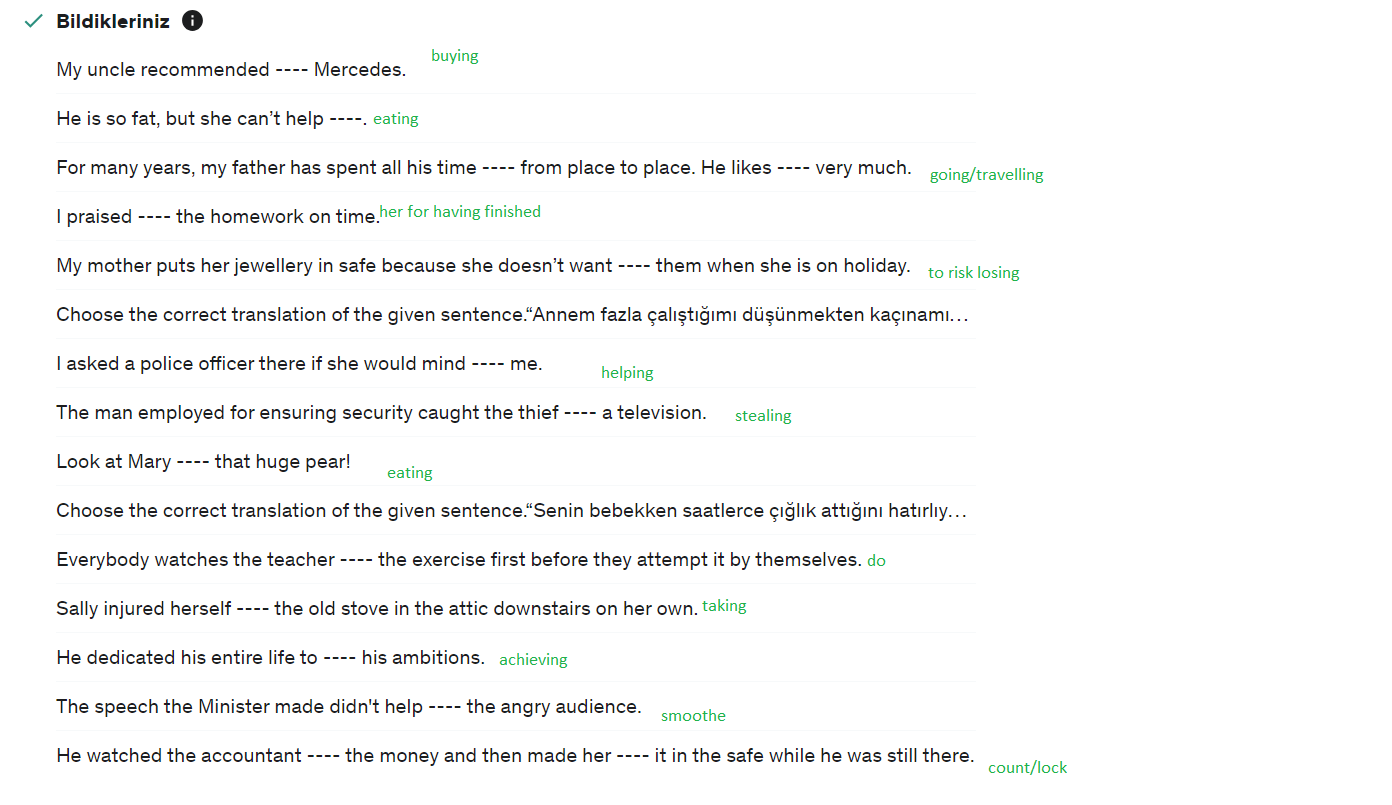 Bildikleriniz
My uncle recommended ---- Mercedes. buying
He is so fat, but she can’t help ----. eating
For many years, my father has spent all his time ---- from place to place. He likes ---- very much. going/travelling
I praised ---- the homework on time. her for having finished
My mother puts her jewellery in safe because she doesn’t want ---- them when she is on holiday. to risk losing
Choose the correct translation of the given sentence.“Annem fazla çalıştığımı düşünmekten kaçınamı…
I asked a police officer there if she would mind ---- me. helping
The man employed for ensuring security caught the thief ---- a television. stealing
Look at Mary ---- that huge pear! eating
Choose the correct translation of the given sentence.“Senin bebekken saatlerce çığlık attığını hatırlıy…
Everybody watches the teacher ---- the exercise first before they attempt it by themselves. do
Sally injured herself ---- the old stove in the attic downstairs on her own. taking
He dedicated his entire life to ---- his ambitions. achieving
The speech the Minister made didn't help ---- the angry audience. smoothe
He watched the accountant ---- the money and then made her ---- it in the safe while he was still there. count/lock